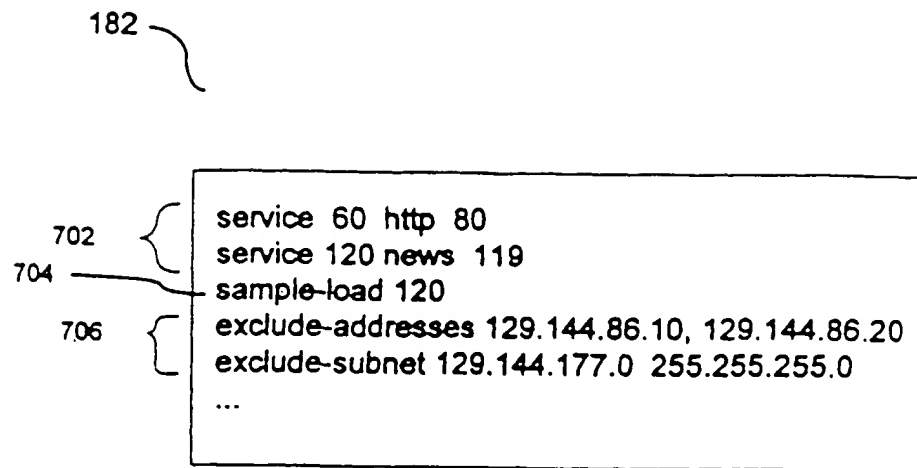 182
702
704
706
service 60 http 80
service 120 news 119
sample-load 120
exclude-addresses 129.144.86.10, 129.144.86.20
exclude-subnet 129.144.177.0 255.255.255.0
...